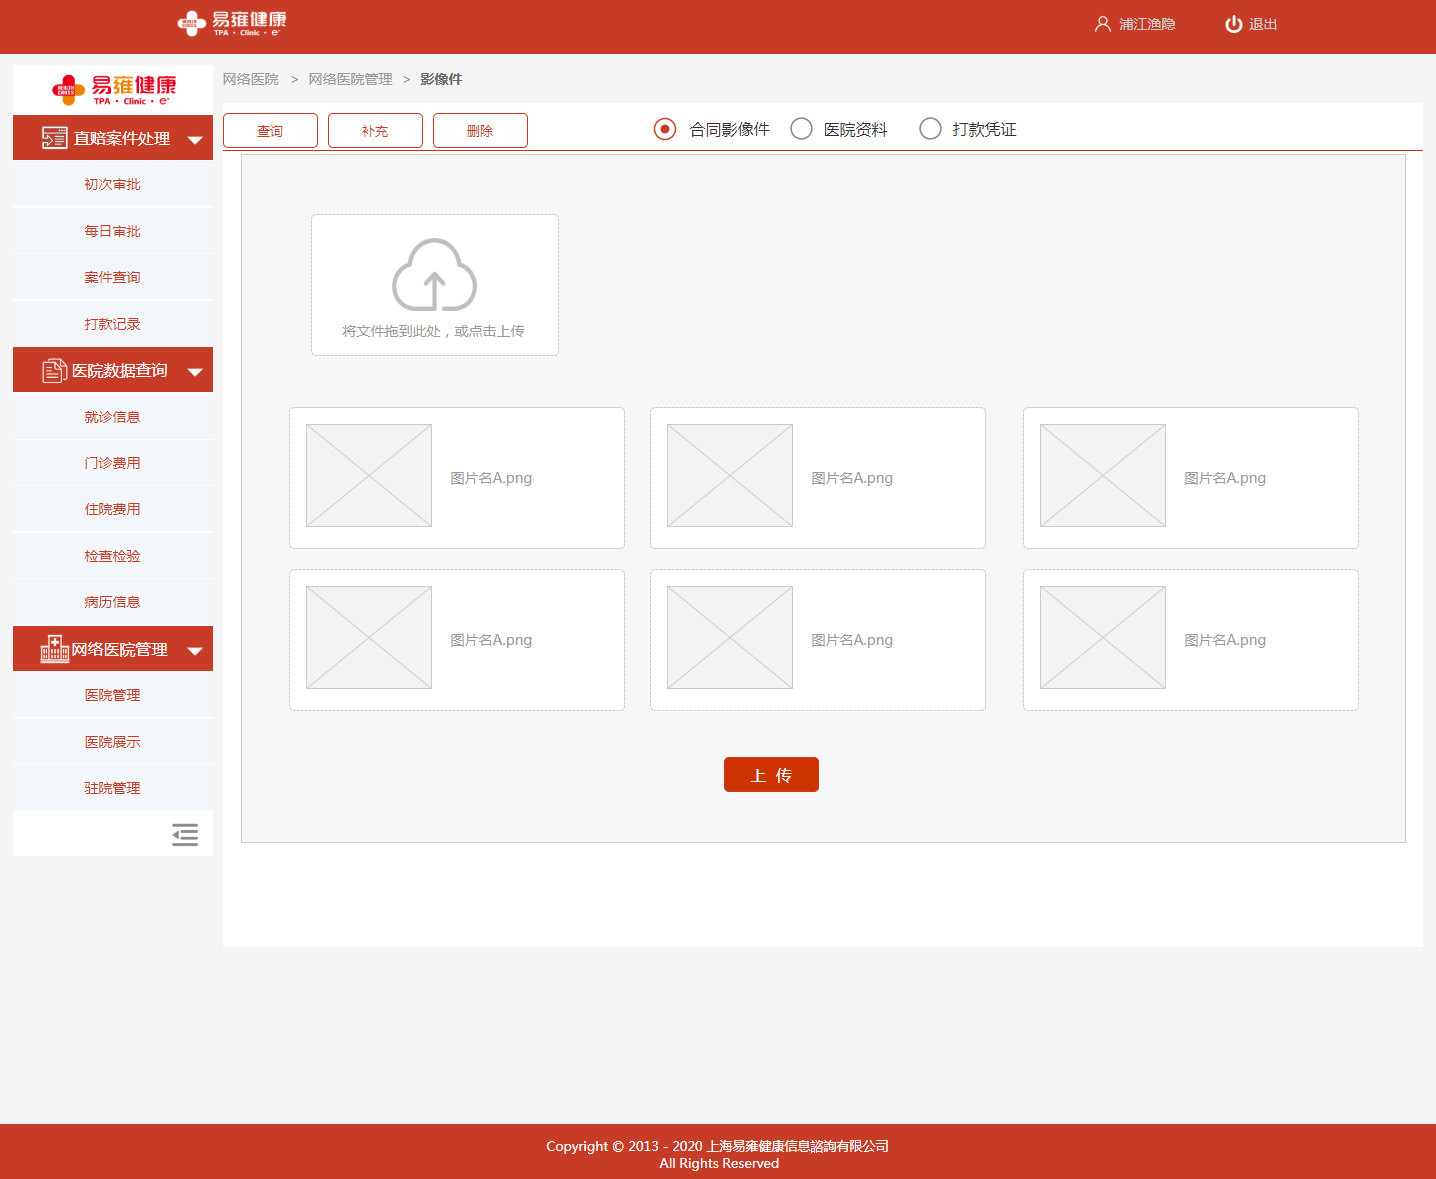 易雍健康
TPA · Clinic · e⁺
浦江渔隐
退出
易雍健康
TPA · Clinic · e⁺
网络医院 > 网络医院管理 > 影像件
直赔案件处理
初次审批
每日审批
案件查询
打款记录
医院数据查询
就诊信息
门诊费用
住院费用
检查检验
病历信息
网络医院管理
医院管理
医院展示
驻院管理
查询
补充
删除
合同影像件
医院资料
打款凭证
将文件拖到此处，或点击上传
图片名A.png
图片名A.png
图片名A.png
图片名A.png
图片名A.png
图片名A.png
上 传
Copyright © 2013 - 2020 上海易雍健康信息諮詢有限公司
All Rights Reserved